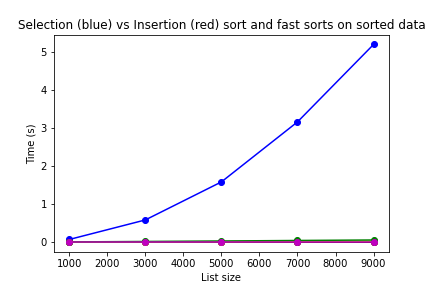 Selection (blue) vs Insertion (red) sort and fast sorts on sorted data
5
4
3
2
1
0
Time (s)
1000 2000 3000 4000 5000 6000 7000 8000 9000
List size